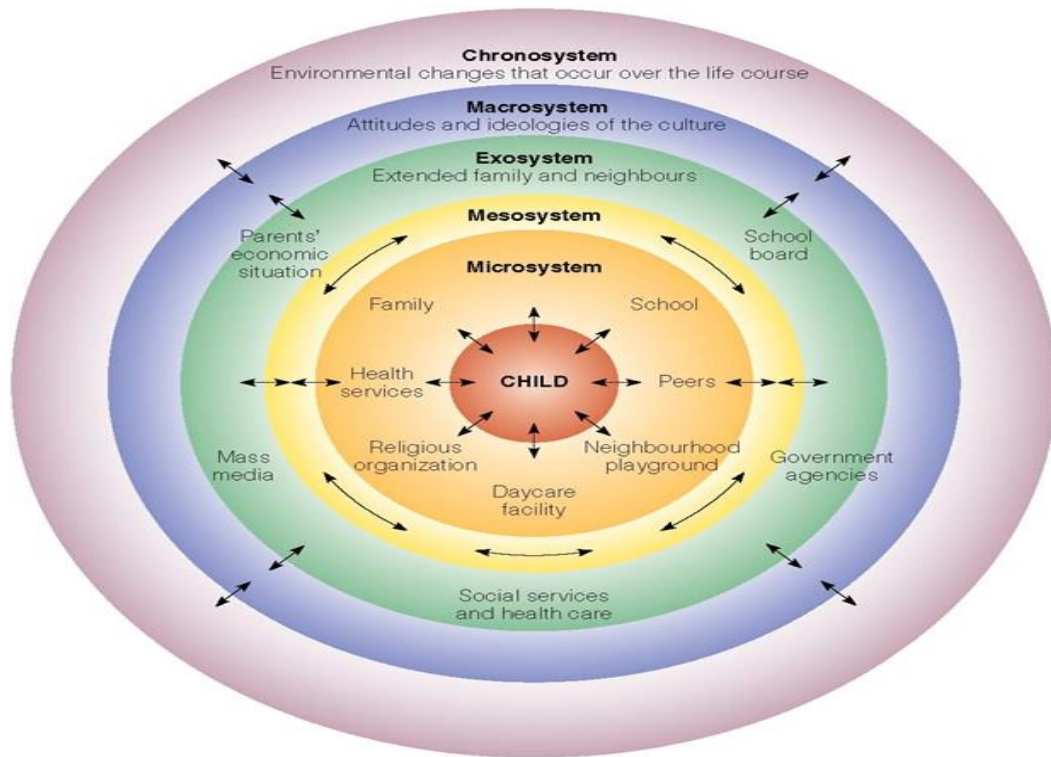 Chronosystem
Environmental changes that occur over the life course
Macrosystem
Attitudes and ideologies of the culture
Exosystem
Extended family and neighbours
Mesosystem
Parents'
economic
situation
School
board
Microsystem
Family
School
Health
services
CHILD
Peers
Religious
organization
Neighbourhood
playground
Mass
media
Government
agencies
Daycare
facility
Social services
and health care